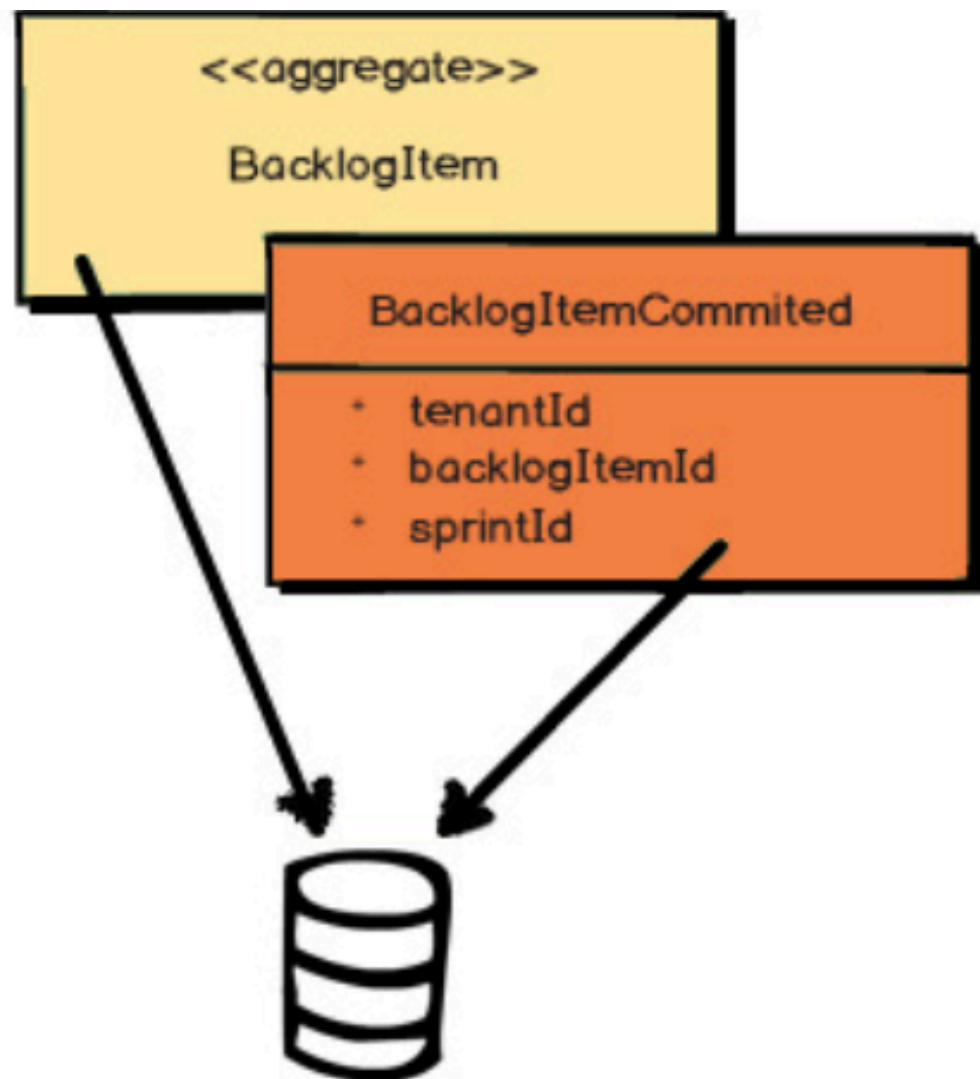 <<aggregate>>
BacklogItem
BacklogItemCommited
* tenantId
* backlogItemId
* sprintId